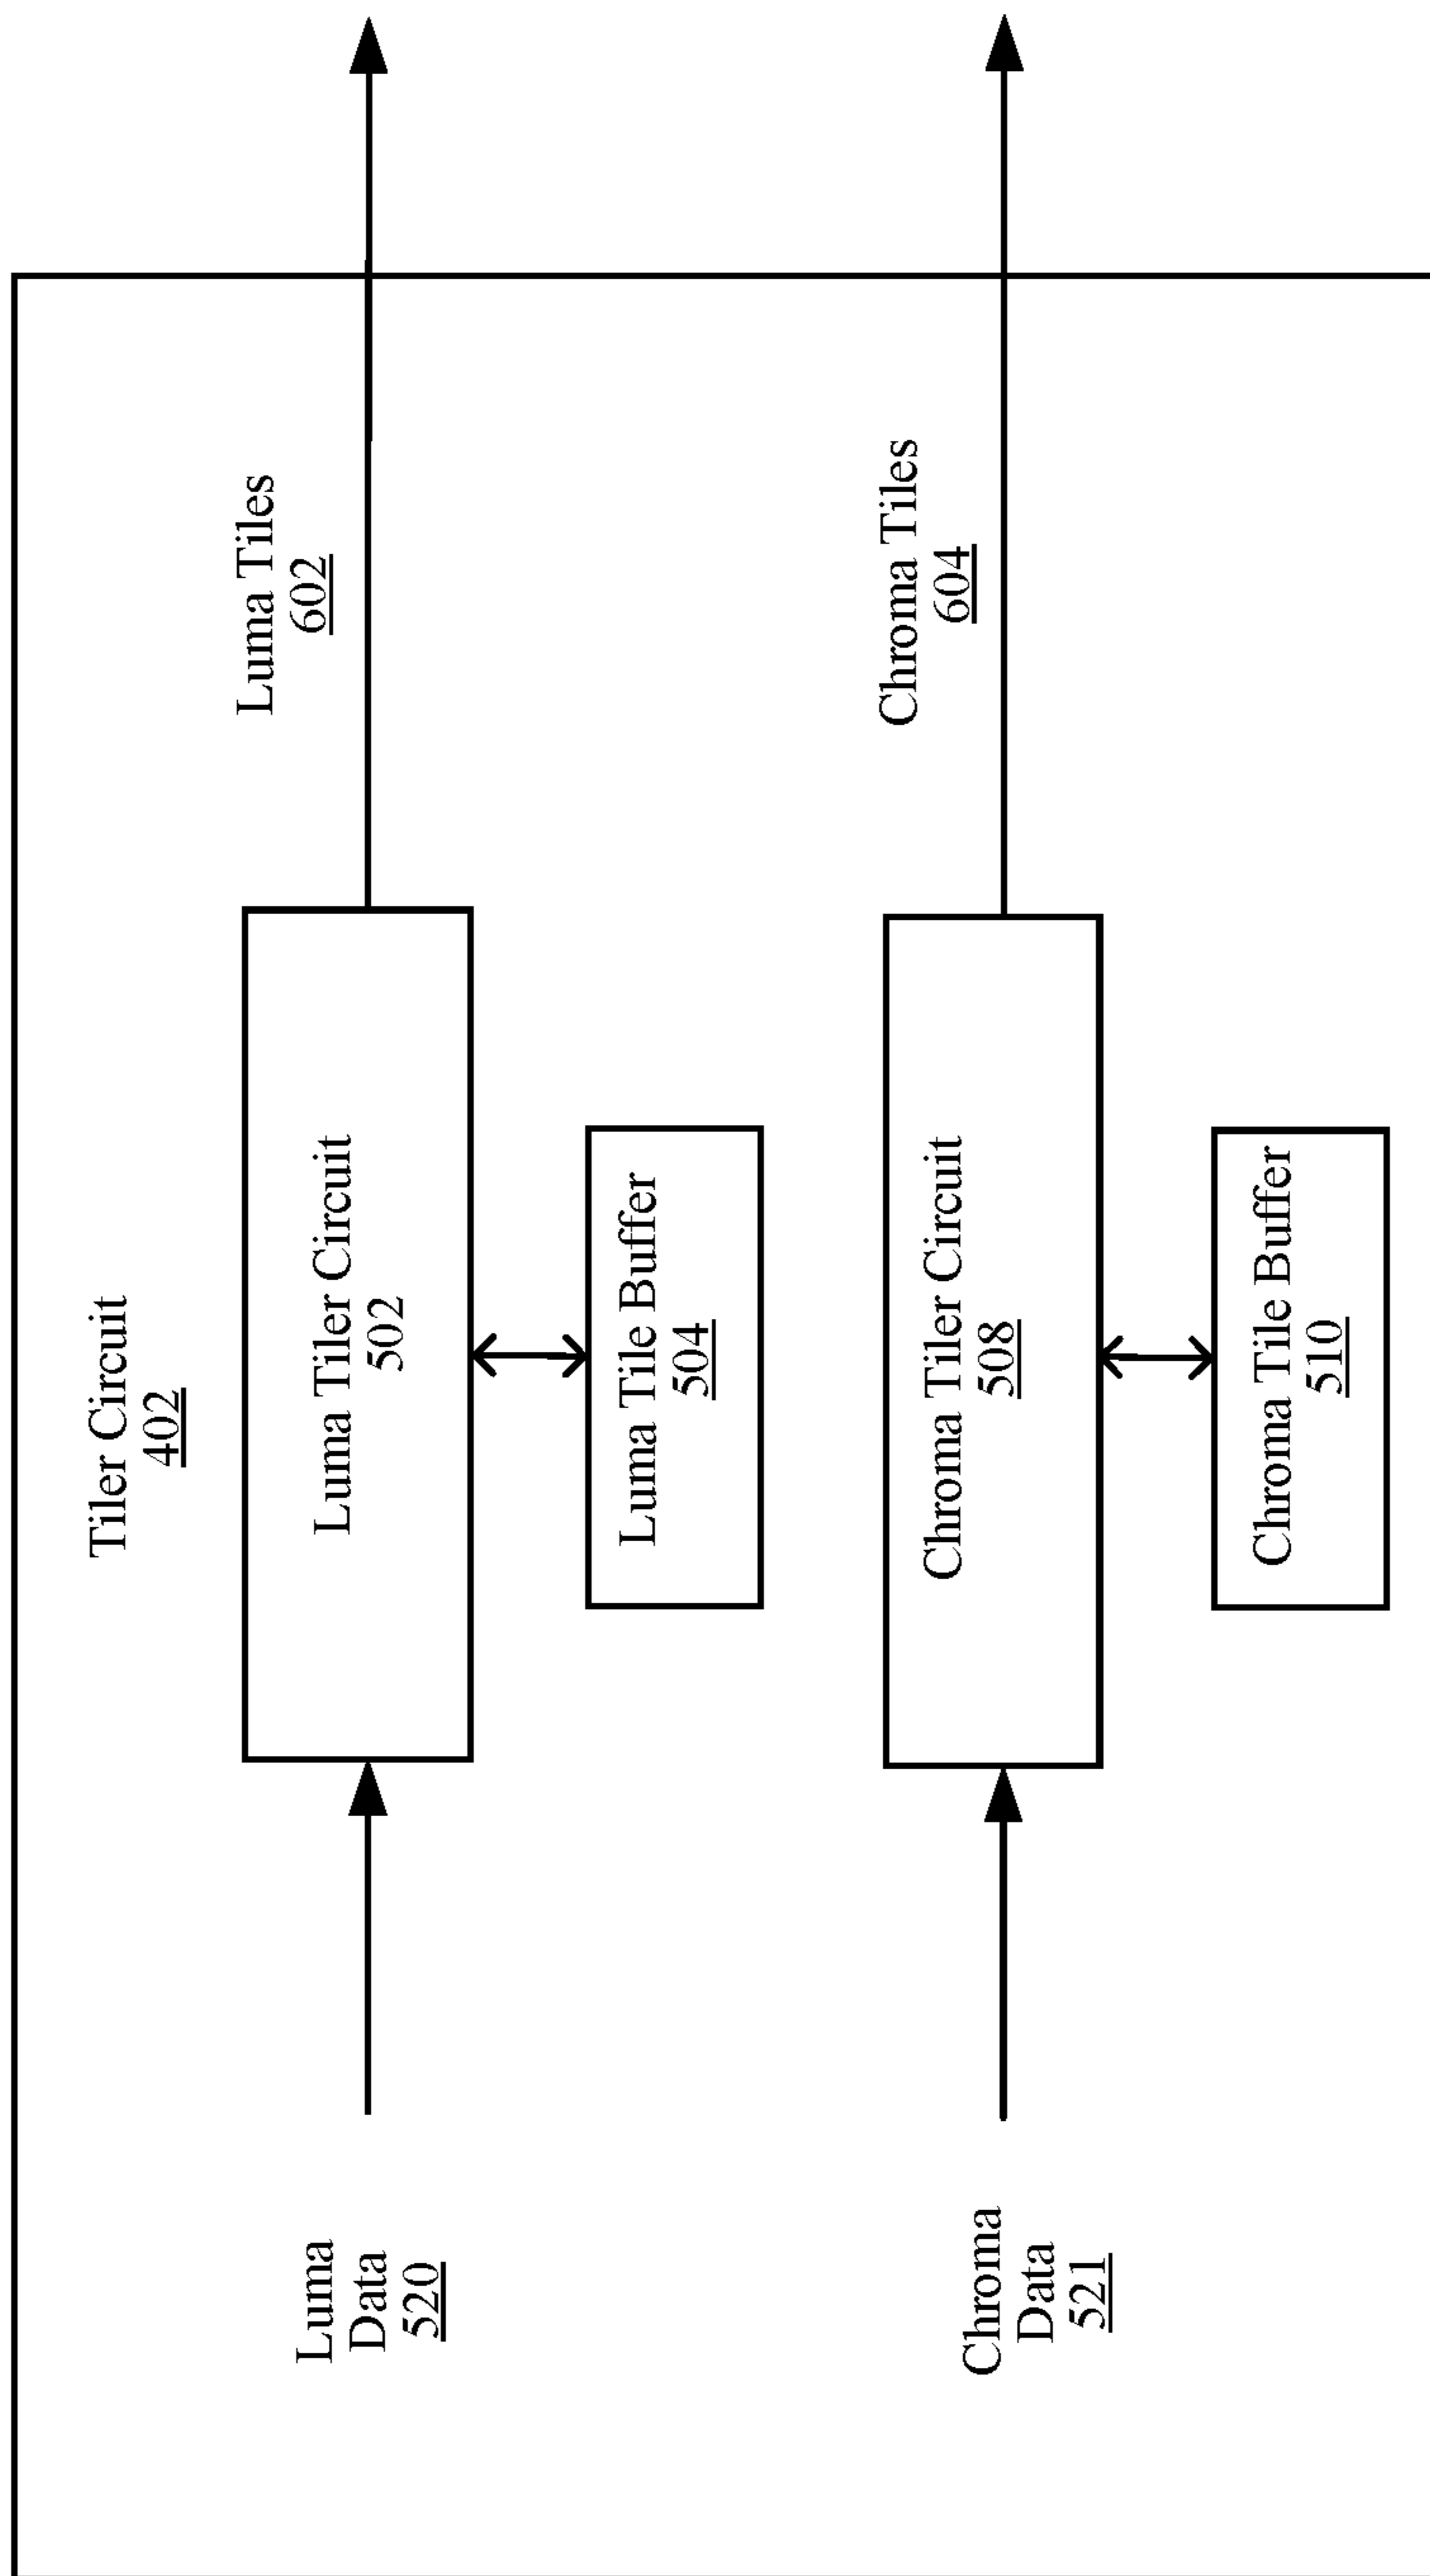 Tiler Circuit
402
Luma
Data
520
Luma Tiler Circuit
502
Luma Tiles
602
Luma Tile Buffer
504
Chroma
Data
521
Chroma Tiler Circuit
508
Chroma Tiles
604
Chroma Tile Buffer
510